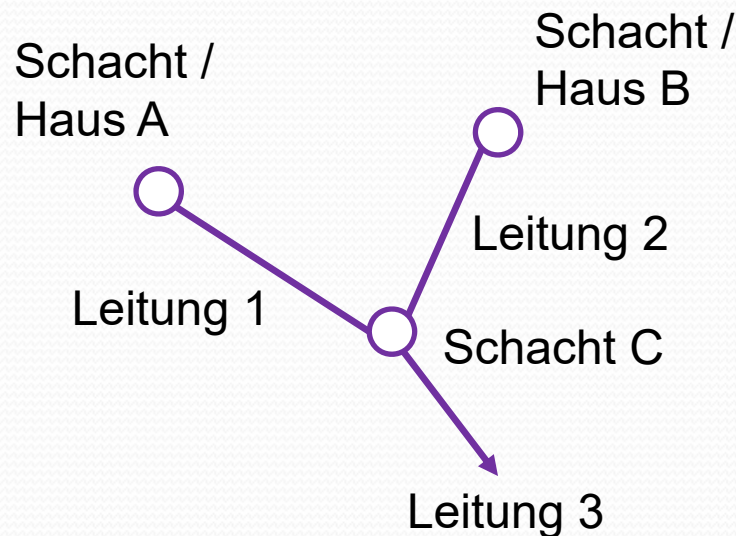 Schacht /
Haus A
Schacht /
Haus B
Leitung 2
Leitung 1
Schacht C
Leitung 3